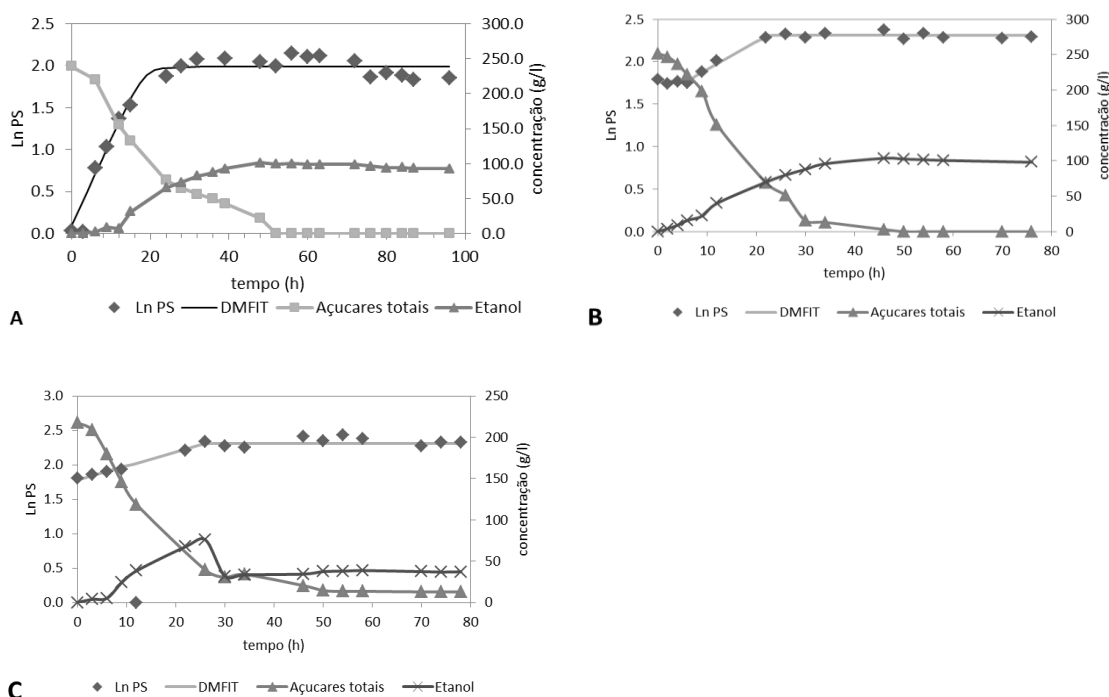 2.5
2.0
1.5
1.0
0.5
0.0
Ln PS
300.0
250.0
200.0
150.0
100.0
50.0
0.0
concentração (g/l)
0 20 40 60 80 100
tempo (h)
Ln PS DMFIT Açucares totais Etanol
A
2.5
2.0
1.5
1.0
0.5
0.0
Ln PS
300
250
200
150
100
50
0
concentração (g/l)
0 10 20 30 40 50 60 70 80
tempo (h)
Ln PS DMFIT Açucares totais Etanol
B
3.0
2.5
2.0
1.5
1.0
0.5
0.0
Ln PS
250
200
150
100
50
0
concentração (g/l)
0 10 20 30 40 50 60 70 80
tempo (h)
Ln PS DMFIT Açucares totais Etanol
C